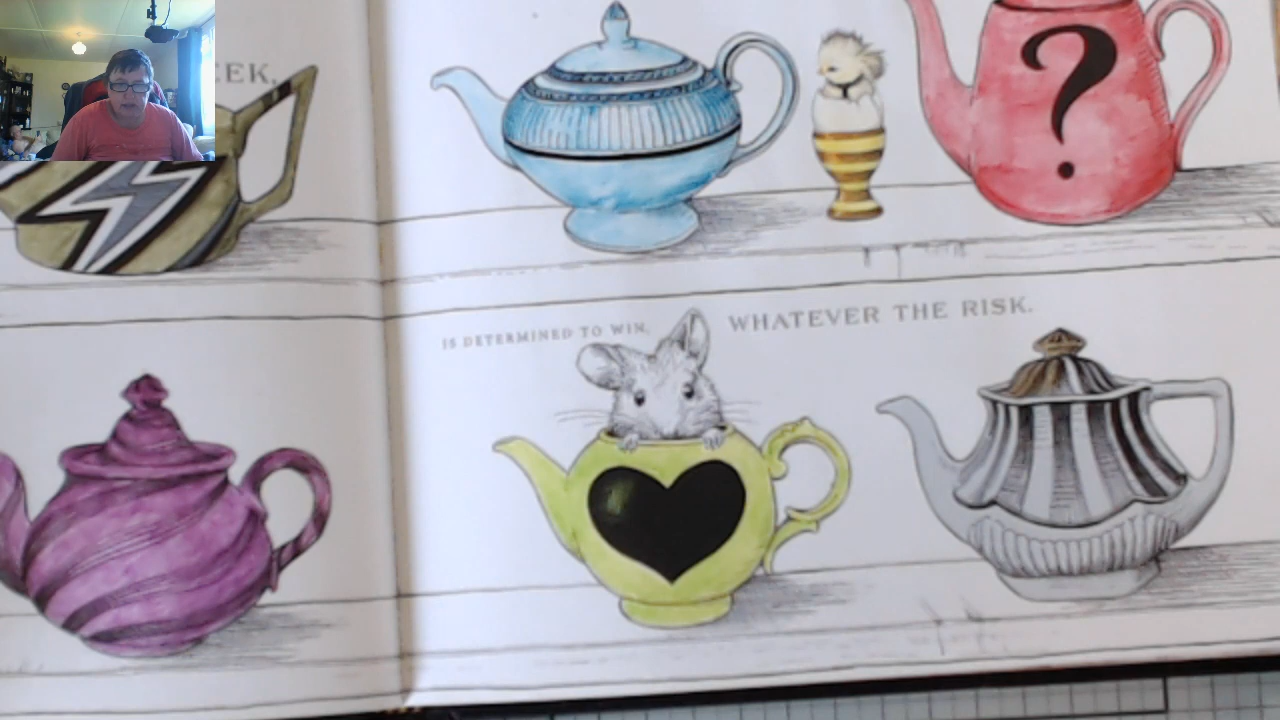 EEK.
?
IS DETERMINED TO WIN,
WHATEVER THE RISK.